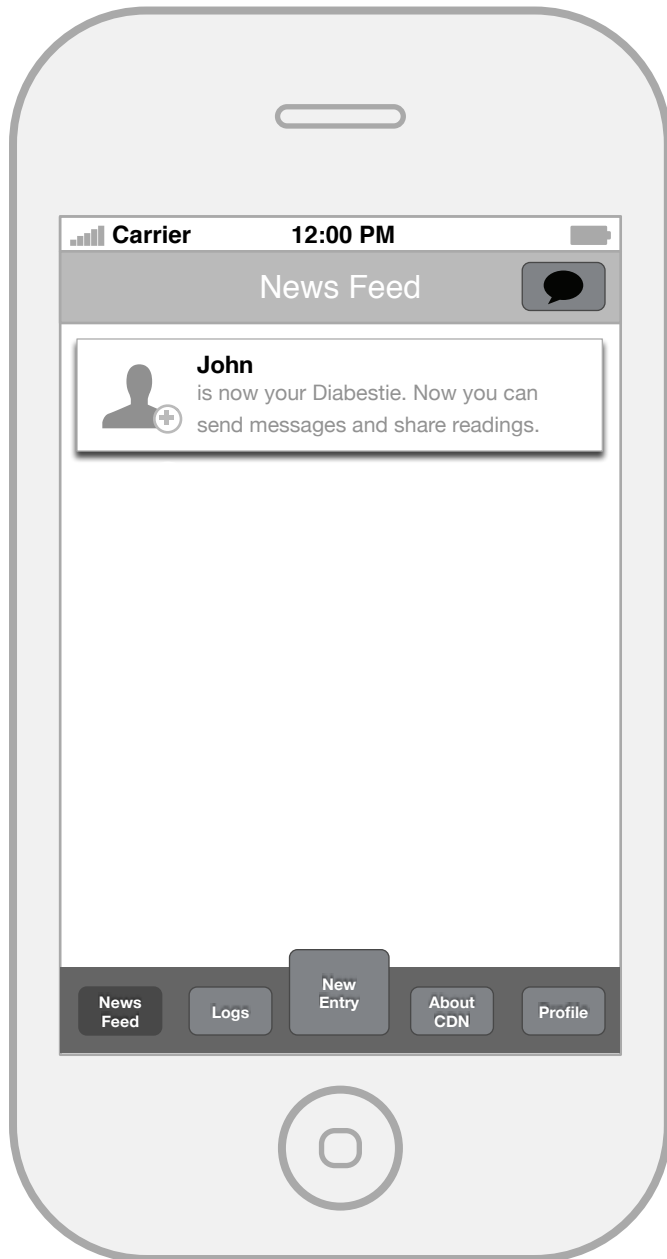 Carrier 12:00 PM
News Feed
John
is now your Diabestie. Now you can
send messages and share readings.
News
Feed
Logs
New
Entry
About
CDN
Profile